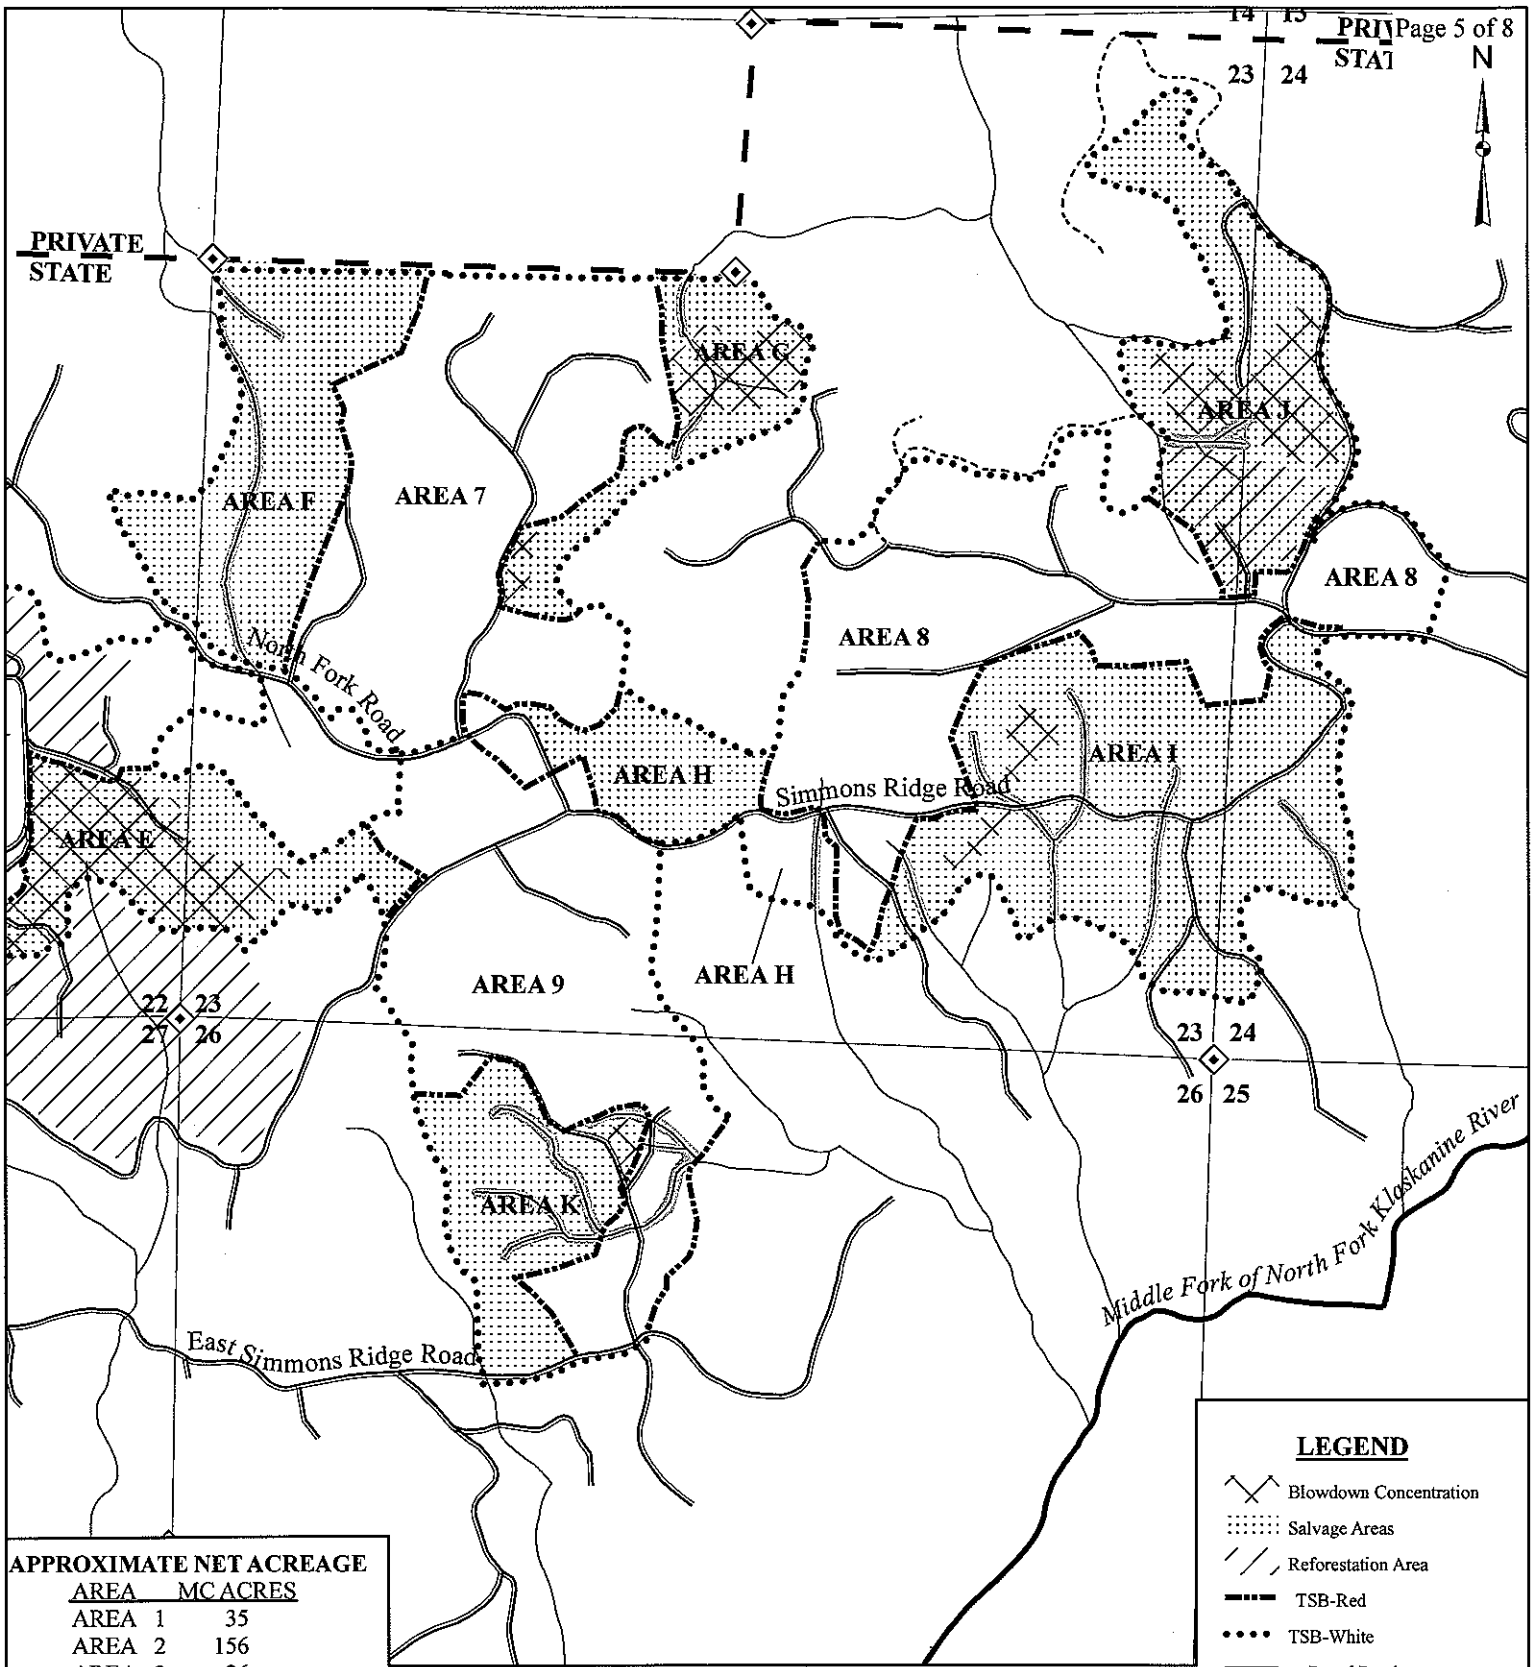 14 15
Page 5 of 8
PRIV
STAT
23 24
N
PRIVATE
STATE
AREA G
AREA J
AREA F
AREA 7
AREA 8
AREA 8
North Fork Road
AREA H
AREA I
Simmons Ridge Road
AREA E
AREA 9
AREA H
22 23
27 26
23 24
26 25
AREA K
Middle Fork of North Fork Klaskanine River
East Simmons Ridge Road
LEGEND
Blowdown Concentration
Salvage Areas
Reforestation Area
TSB-Red
TSB-White
APPROXIMATE NET ACREAGE
AREA MC ACRES
AREA 1 35
AREA 2 156